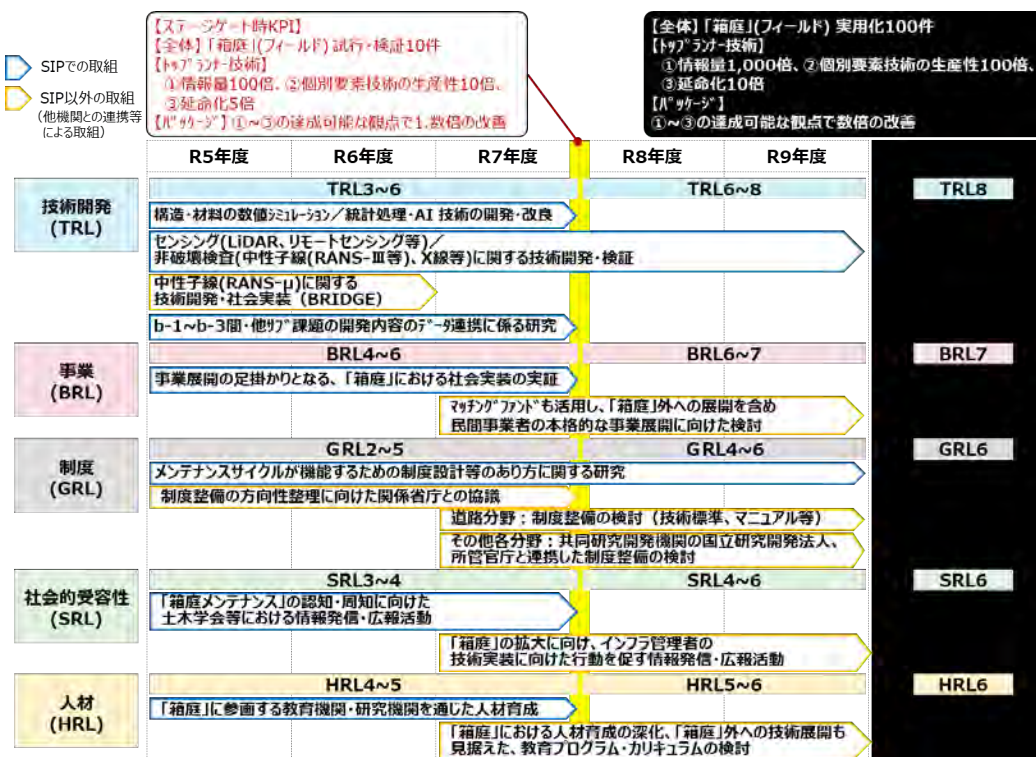 【ステージゲート時KPI】
【全体】「箱庭」(フィールド) 試行・検証10件
【ﾄｯﾌﾟﾗﾝﾅｰ技術】
①情報量100倍、②個別要素技術の生産性10倍、
③延命化5倍
【ﾊﾟｯｹｰｼﾞ】①～③の達成可能な観点で1.数倍の改善
【全体】「箱庭」(フィールド) 実用化100件
【ﾄｯﾌﾟﾗﾝﾅｰ技術】
①情報量1,000倍、②個別要素技術の生産性100倍、
③延命化10倍
【ﾊﾟｯｹｰｼﾞ】
①～③の達成可能な観点で数倍の改善
SIPでの取組
SIP以外の取組
(他機関との連携等
による取組)
R5年度 R6年度 R7年度 R8年度 R9年度
技術開発
(TRL)
TRL3~6 TRL6~8 TRL8
構造・材料の数値ｼﾐｭﾚｰｼｮﾝ／統計処理・AI 技術の開発・改良
センシング(LiDAR、リモートセンシング等)／
非破壊検査(中性子線(RANS-Ⅲ等)、X線等)に関する技術開発・検証
中性子線(RANS-μ)に関する
技術開発・社会実装（BRIDGE）
b-1~b-3間・他ｻﾌﾞ課題の開発内容のﾃﾞｰﾀ連携に係る研究
事業
(BRL)
BRL4~6 BRL6~7 BRL7
事業展開の足掛かりとなる、「箱庭」における社会実装の実証
ﾏｯﾁﾝｸﾞﾌｧﾝﾄﾞも活用し、「箱庭」外への展開を含め
民間事業者の本格的な事業展開に向けた検討
制度
(GRL)
GRL2~5 GRL4~6 GRL6
メンテナンスサイクルが機能するための制度設計等のあり方に関する研究
制度整備の方向性整理に向けた関係省庁との協議
道路分野：制度整備の検討（技術標準、マニュアル等）
その他各分野：共同研究開発機関の国立研究開発法人、
所管官庁と連携した制度整備の検討
社会的受容性
(SRL)
SRL3~4 SRL4~6 SRL6
「箱庭メンテナンス」の認知・周知に向けた
土木学会等における情報発信・広報活動
「箱庭」の拡大に向け、インフラ管理者の
技術実装に向けた行動を促す情報発信・広報活動
人材
(HRL)
HRL4~5 HRL5~6 HRL6
「箱庭」に参画する教育機関・研究機関を通じた人材育成
「箱庭」における人材育成の深化、「箱庭」外への技術展開も
見据えた、教育プログラム・カリキュラムの検討